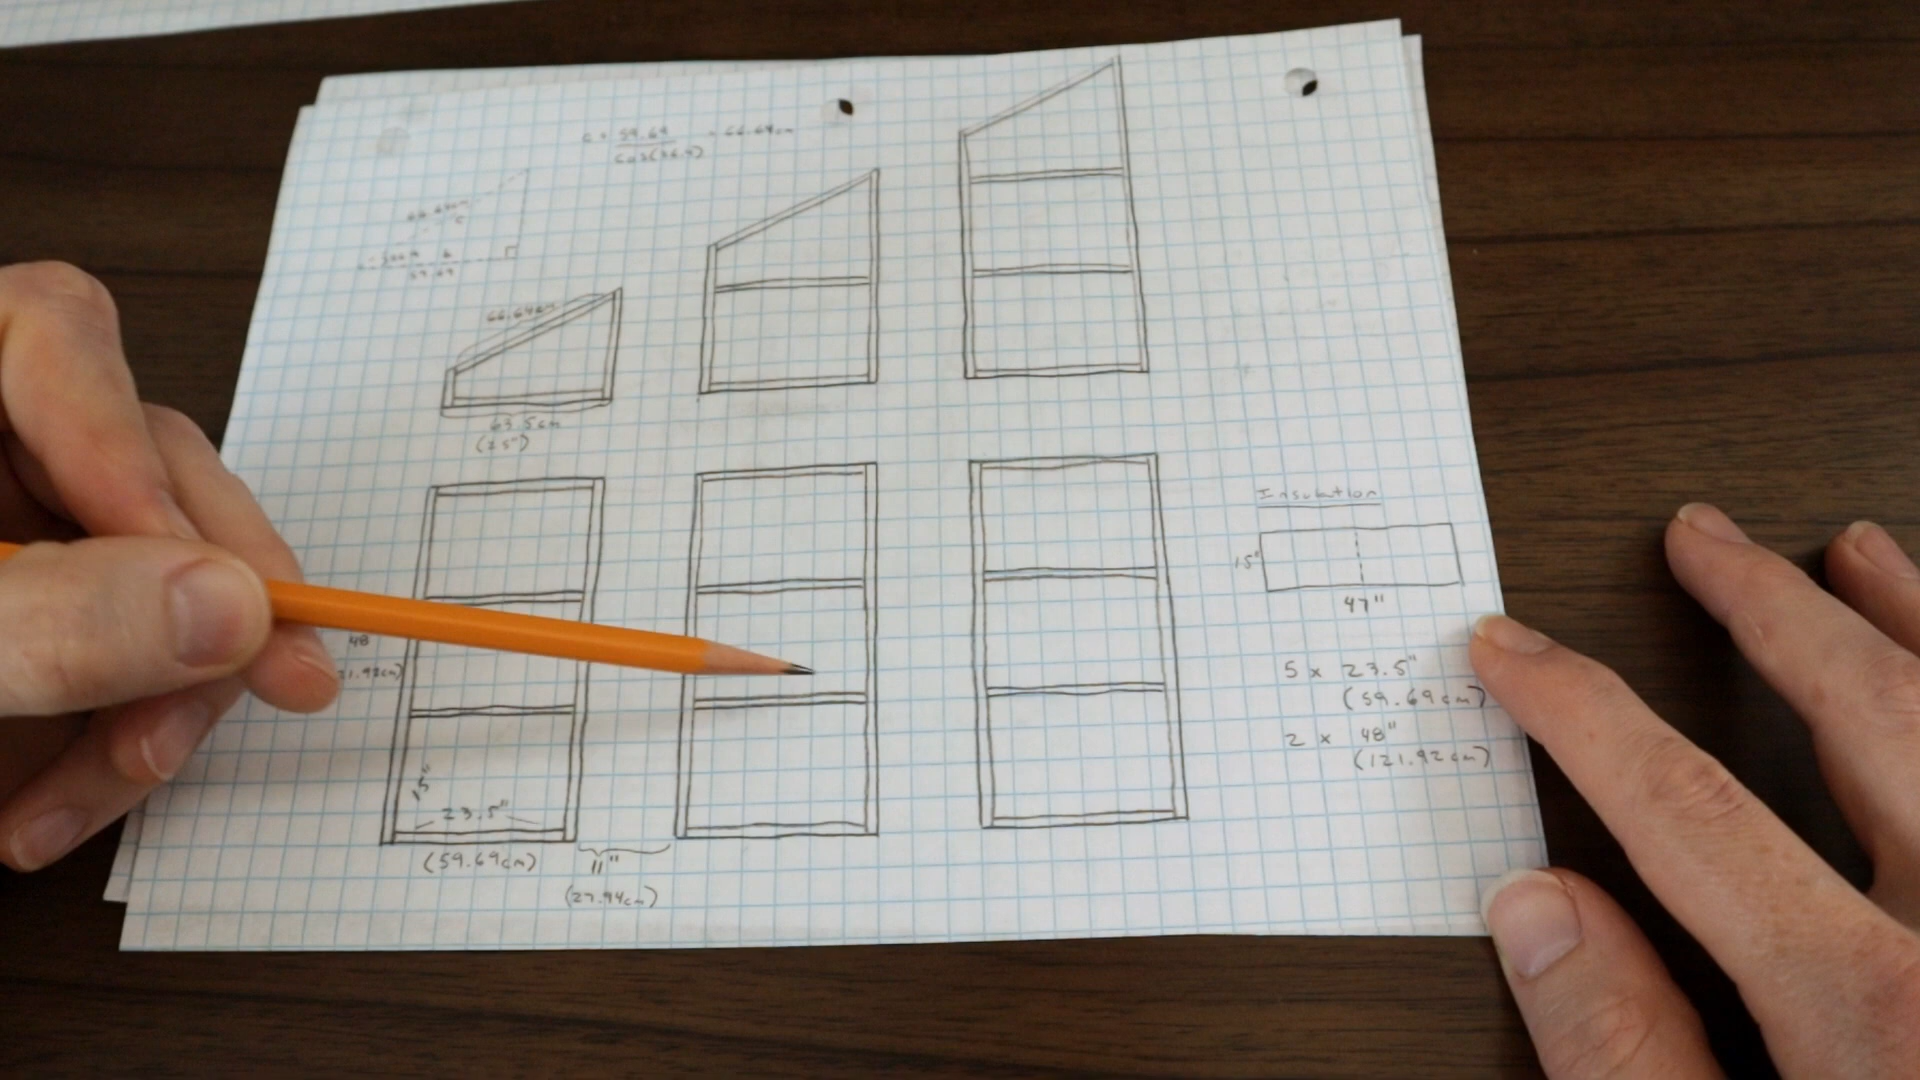 66.64cm
63.5cm
(25")
Insulation
15"
47"
48
15"
23.5"
(59.69cm)
11"
(27.94cm)
5 x 23.5"
(59.69cm)
2 x 48"
(121.92cm)